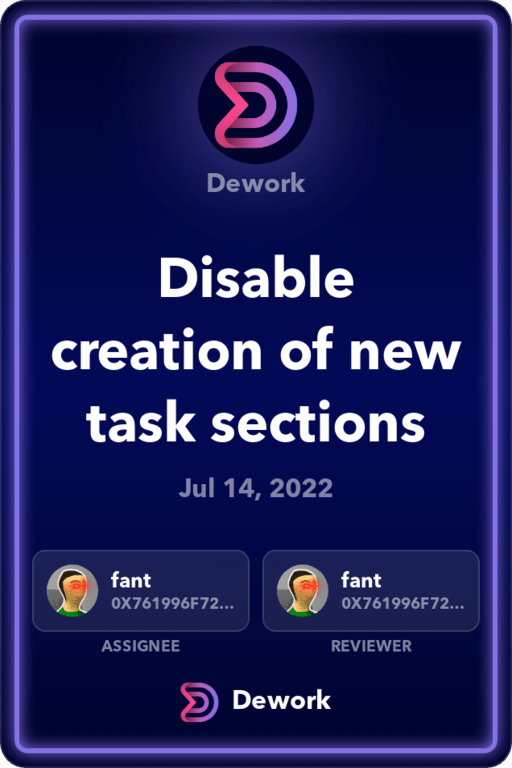 Dework
Disable
creation of new
task sections
Jul 14, 2022
fant
0X761996F72...
ASSIGNEE
fant
0X761996F72...
REVIEWER
Dework